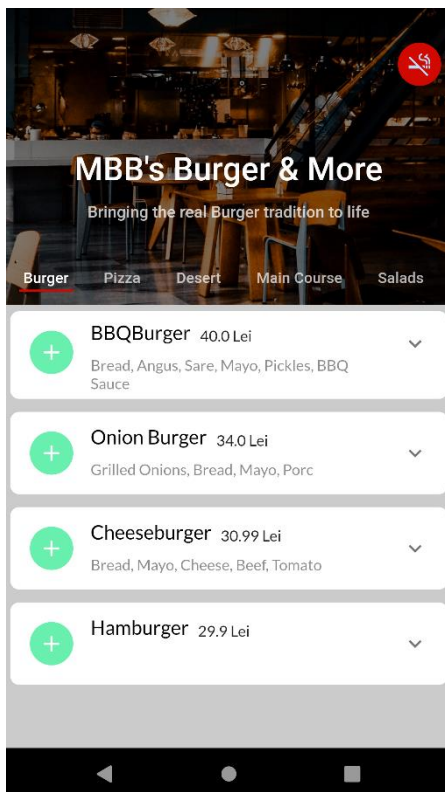 MBB's Burger & More
Bringing the real Burger tradition to life
Burger Pizza Desert Main Course Salads
BBQBurger 40.0 Lei
Bread, Angus, Sare, Mayo, Pickles, BBQ
Sauce
Onion Burger 34.0 Lei
Grilled Onions, Bread, Mayo, Porc
Cheeseburger 30.99 Lei
Bread, Mayo, Cheese, Beef, Tomato
Hamburger 29.9 Lei